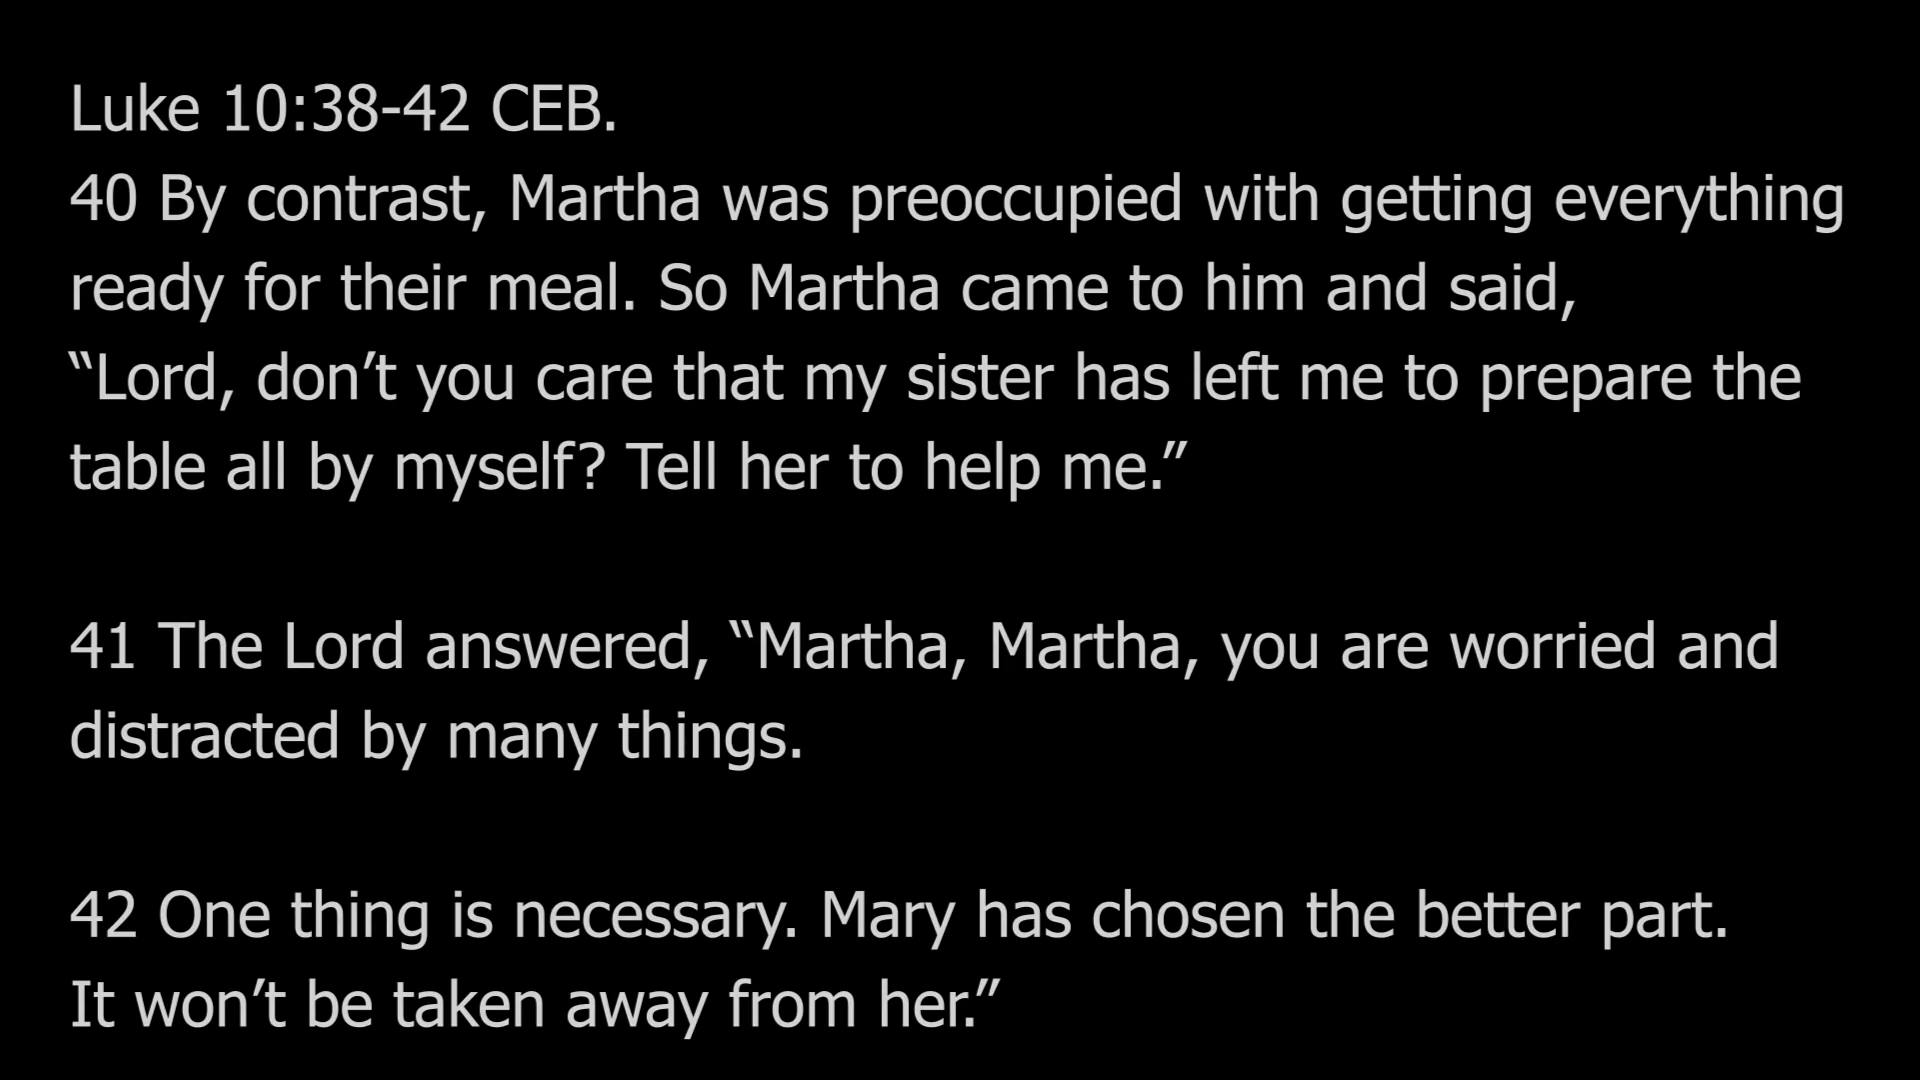 Luke 10:38-42 CEB.
40 By contrast, Martha was preoccupied with getting everything
ready for their meal. So Martha came to him and said,
“Lord, don’t you care that my sister has left me to prepare the
table all by myself? Tell her to help me.”
41 The Lord answered, “Martha, Martha, you are worried and
distracted by many things.
42 One thing is necessary. Mary has chosen the better part.
It won’t be taken away from her.”